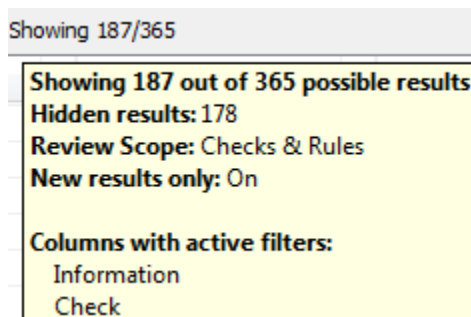 Showing 187/365
Showing 187 out of 365 possible results
Hidden results: 178
Review Scope: Checks & Rules
New results only: On
Columns with active filters:
Information
Check